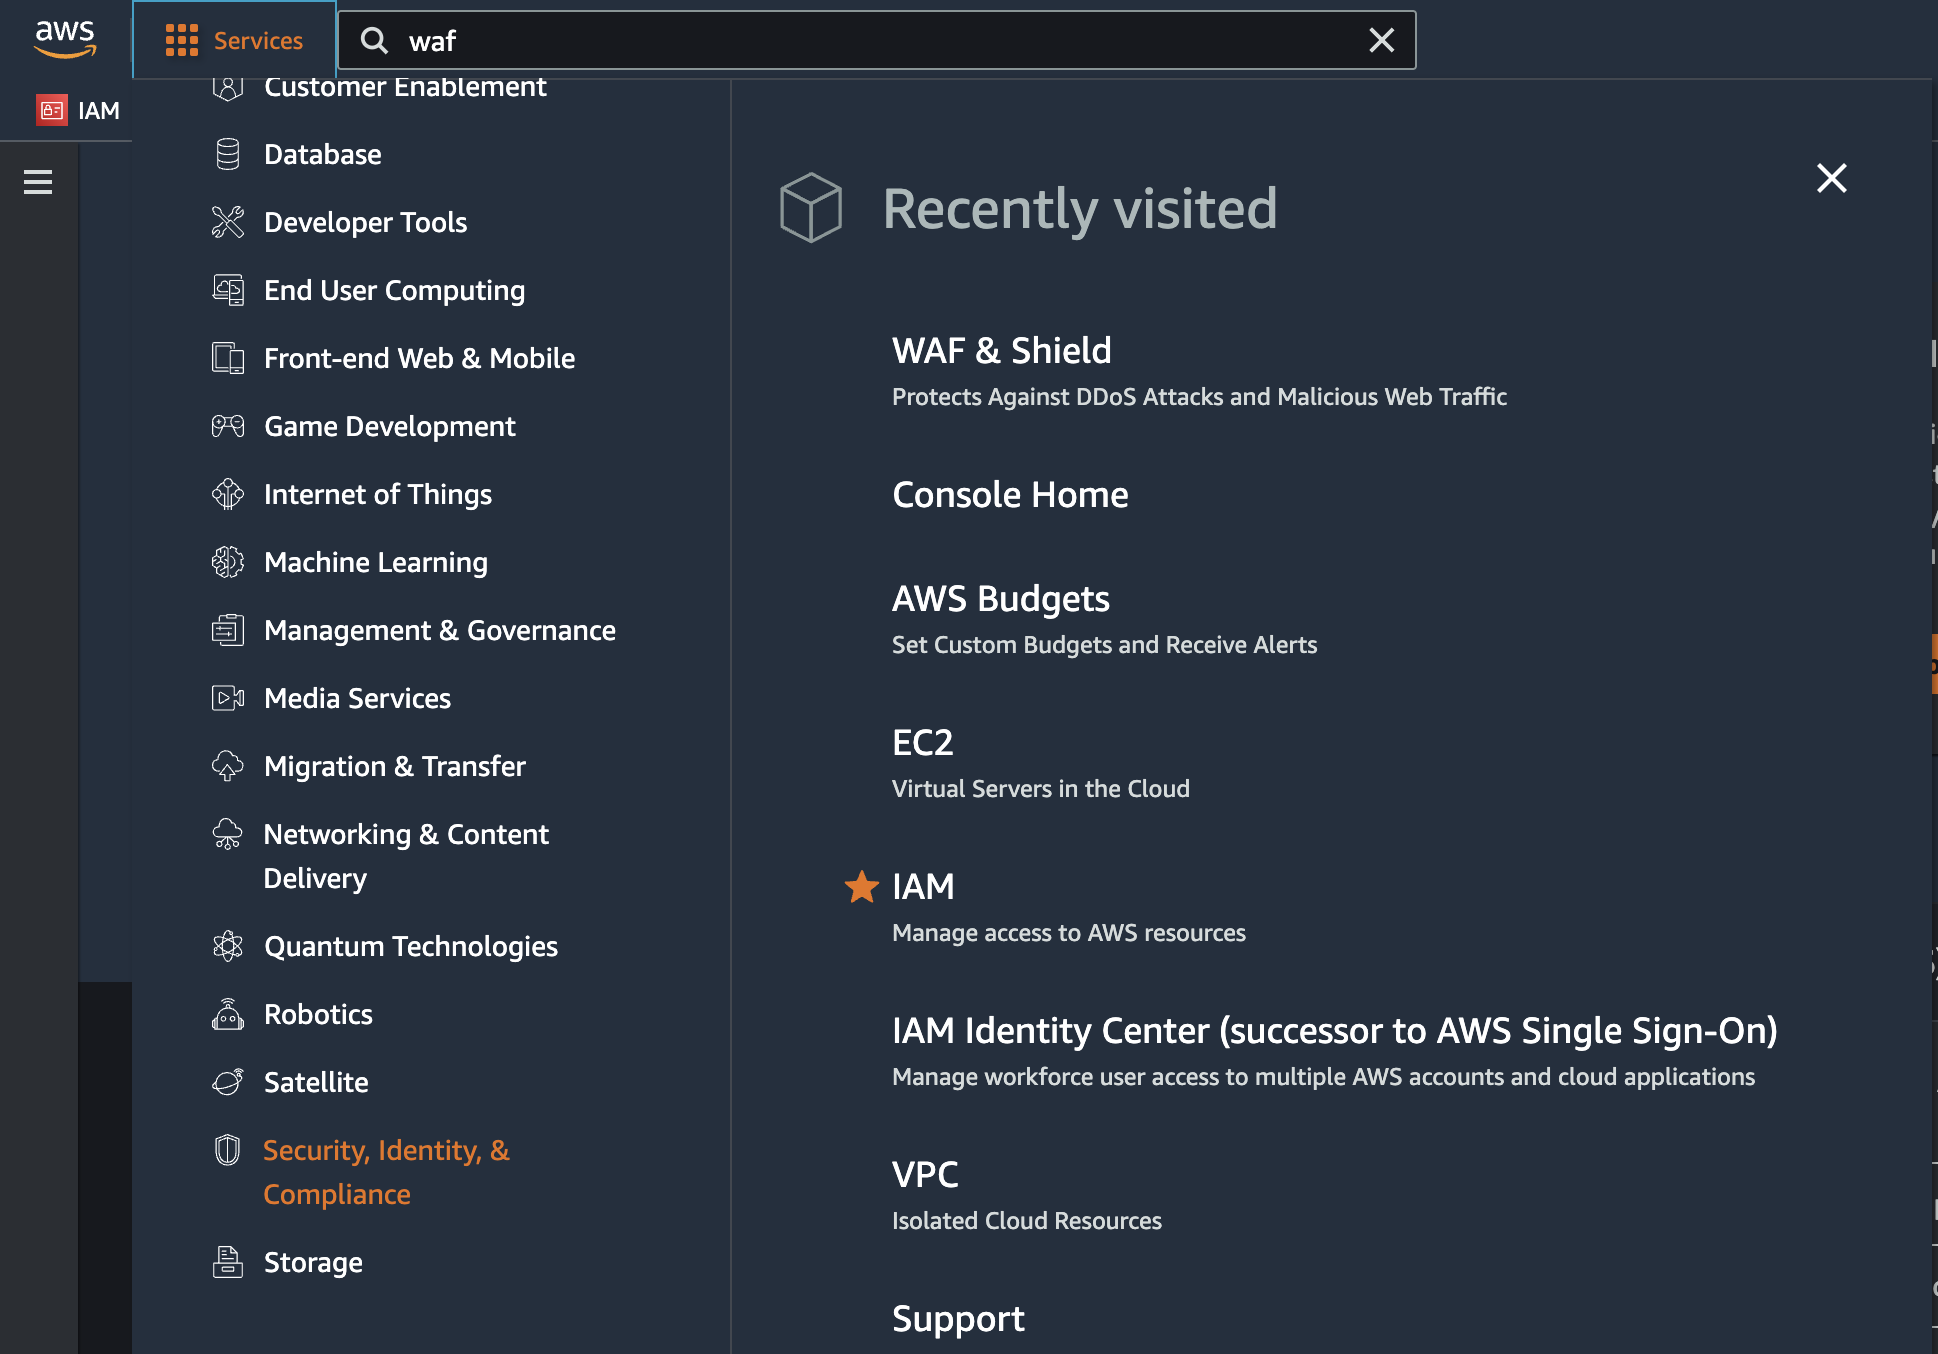 aws
Services
waf
IAM
Customer Enablement
Database
Developer Tools
End User Computing
Front-end Web & Mobile
Game Development
Internet of Things
Machine Learning
Management & Governance
Media Services
Migration & Transfer
Networking & Content
Delivery
Quantum Technologies
Robotics
Satellite
Security, Identity, &
Compliance
Storage
Recently visited
WAF & Shield
Protects Against DDoS Attacks and Malicious Web Traffic
Console Home
AWS Budgets
Set Custom Budgets and Receive Alerts
EC2
Virtual Servers in the Cloud
IAM
Manage access to AWS resources
IAM Identity Center (successor to AWS Single Sign-On)
Manage workforce user access to multiple AWS accounts and cloud applications
VPC
Isolated Cloud Resources
Support